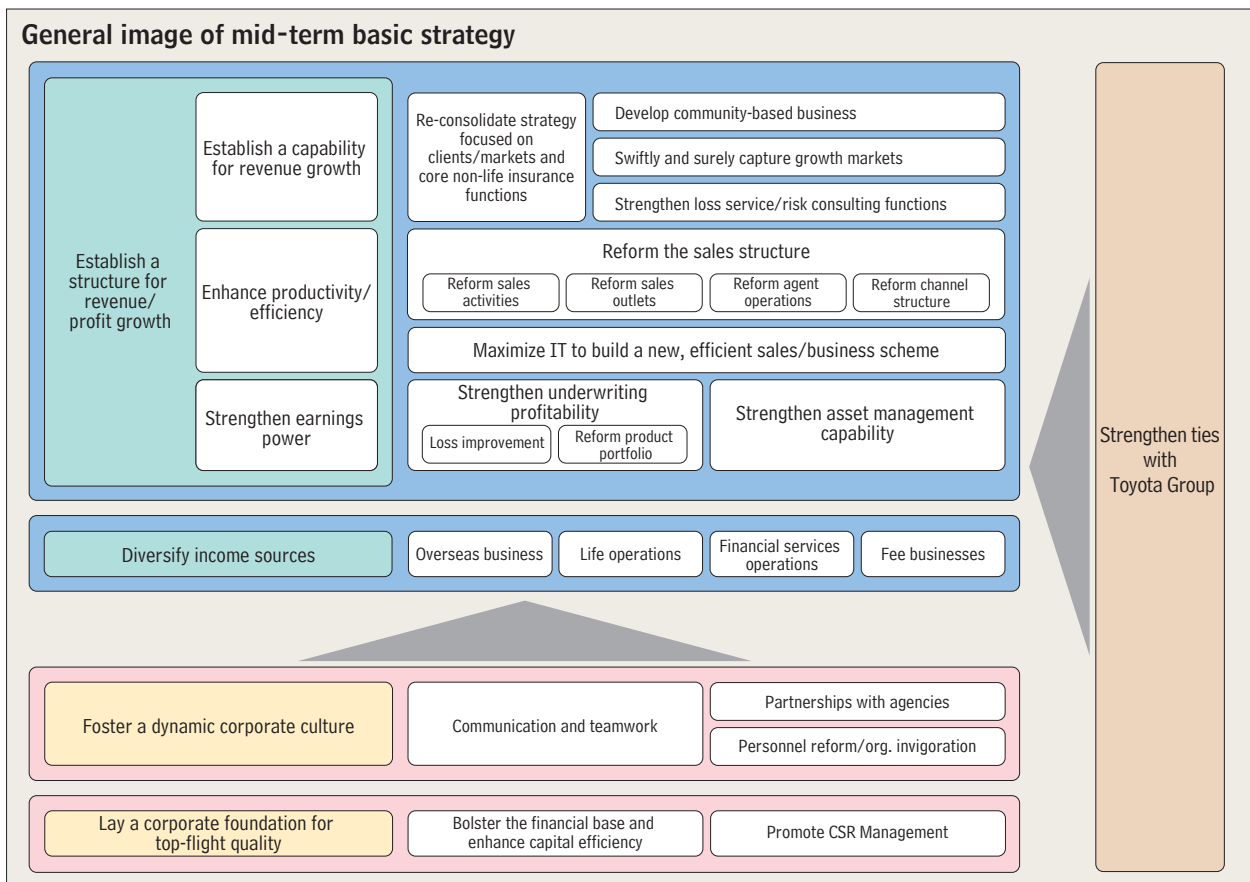 General image of mid-term basic strategy
Establish a
structure for
revenue/
profit growth
Establish a capability
for revenue growth
Re-consolidate strategy
focused on
clients/markets and
core non-life insurance
functions
Develop community-based business
Swiftly and surely capture growth markets
Strengthen loss service/risk consulting functions
Enhance productivity/
efficiency
Reform the sales structure
Reform sales
activities
Reform sales
outlets
Reform agent
operations
Reform channel
structure
Maximize IT to build a new, efficient sales/business scheme
Strengthen earnings
power
Strengthen underwriting
profitability
Loss improvement
Reform product
portfolio
Strengthen asset management
capability
Diversify income sources
Overseas business
Life operations
Financial services
operations
Fee businesses
Foster a dynamic corporate culture
Communication and teamwork
Partnerships with agencies
Personnel reform/org. invigoration
Lay a corporate foundation for
top-flight quality
Bolster the financial base and
enhance capital efficiency
Promote CSR Management
Strengthen ties
with
Toyota Group